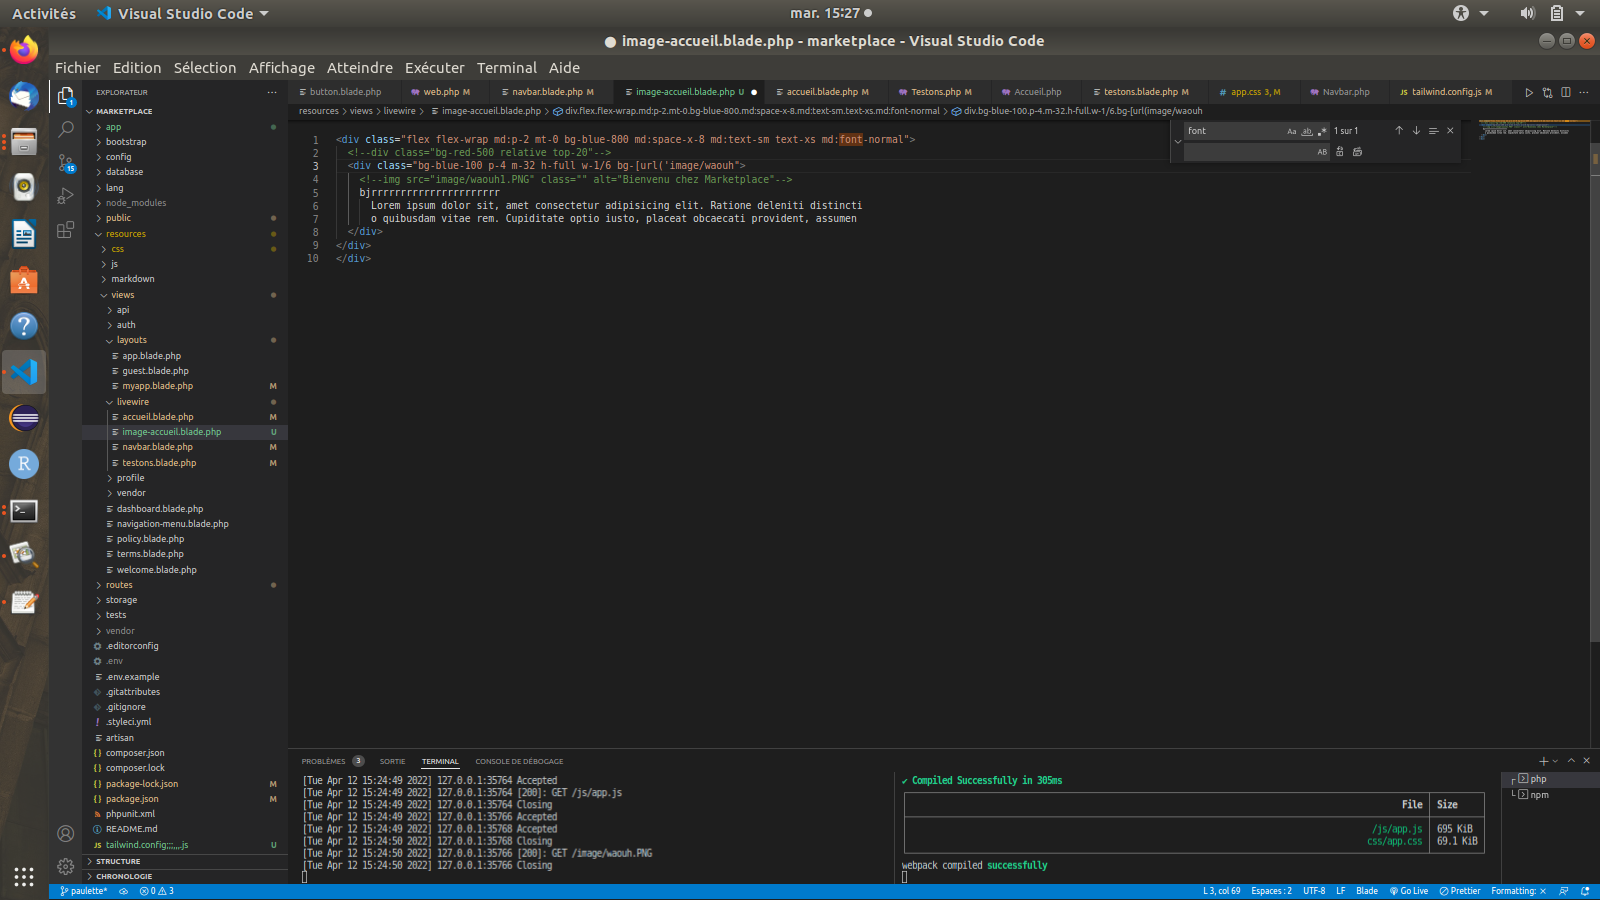 Activités
Visual Studio Code
mar. 15:27
image-accueil.blade.php - marketplace - Visual Studio Code
Fichier Edition Sélection Affichage Atteindre Exécuter Terminal Aide
EXPLORATEUR
button.blade.php
web.php M
navbar.blade.php M
image-accueil.blade.php U
accueil.blade.php M
Testons.php M
Accueil.php
testons.blade.php M
app.css 3, M
Navbar.php
tailwind.config.js M
resources > views > livewire > image-accueil.blade.php > div.flex.flex-wrap.md:p-2.mt-0.bg-blue-800.md:space-x-8.md:text-sm.text-xs.md:font-normal > div.bg-blue-100.p-4.m-32.h-full.w-1/6.bg-[url(image/waouh
font
1 sur 1
AB
MARKETPLACE
app
bootstrap
config
database
lang
node_modules
public
resources
css
js
markdown
views
api
auth
layouts
app.blade.php
guest.blade.php
myapp.blade.php M
livewire
accueil.blade.php M
image-accueil.blade.php U
navbar.blade.php M
testons.blade.php M
profile
vendor
dashboard.blade.php
navigation-menu.blade.php
policy.blade.php
terms.blade.php
welcome.blade.php
routes
storage
tests
vendor
.editorconfig
.env
.env.example
.gitattributes
.gitignore
.styleci.yml
artisan
composer.json
composer.lock
package-lock.json M
package.json M
phpunit.xml
README.md
tailwind.config;;;,,,.js U
STRUCTURE
CHRONOLOGIE
1 <div class="flex flex-wrap md:p-2 mt-0 bg-blue-800 md:space-x-8 md:text-sm text-xs md:font-normal">
2 <!--div class="bg-red-500 relative top-20"-->
3 <div class="bg-blue-100 p-4 m-32 h-full w-1/6 bg-[url('image/waouh">
4 <!--img src="image/waouh1.PNG" class="" alt="Bienvenu chez Marketplace"-->
5 bjrrrrrrrrrrrrrrrrrrrrrr
6 Lorem ipsum dolor sit, amet consectetur adipisicing elit. Ratione deleniti distincti
7 o quibusdam vitae rem. Cupiditate optio iusto, placeat obcaecati provident, assumen
8 </div>
9 </div>
10 </div>
PROBLÈMES 3 SORTIE TERMINAL CONSOLE DE DÉBOGAGE
[Tue Apr 12 15:24:49 2022] 127.0.0.1:35764 Accepted
[Tue Apr 12 15:24:49 2022] 127.0.0.1:35764 [200]: GET /js/app.js
[Tue Apr 12 15:24:49 2022] 127.0.0.1:35764 Closing
[Tue Apr 12 15:24:49 2022] 127.0.0.1:35766 Accepted
[Tue Apr 12 15:24:49 2022] 127.0.0.1:35768 Accepted
[Tue Apr 12 15:24:50 2022] 127.0.0.1:35768 Closing
[Tue Apr 12 15:24:50 2022] 127.0.0.1:35766 [200]: GET /image/waouh.PNG
[Tue Apr 12 15:24:50 2022] 127.0.0.1:35766 Closing
✔ Compiled Successfully in 305ms
File Size
/js/app.js 695 KiB
css/app.css 69.1 KiB
webpack compiled successfully
php
npm
paulette* 0 3
L 3, col 69 Espaces : 2 UTF-8 LF Blade Go Live Prettier Formatting: ×